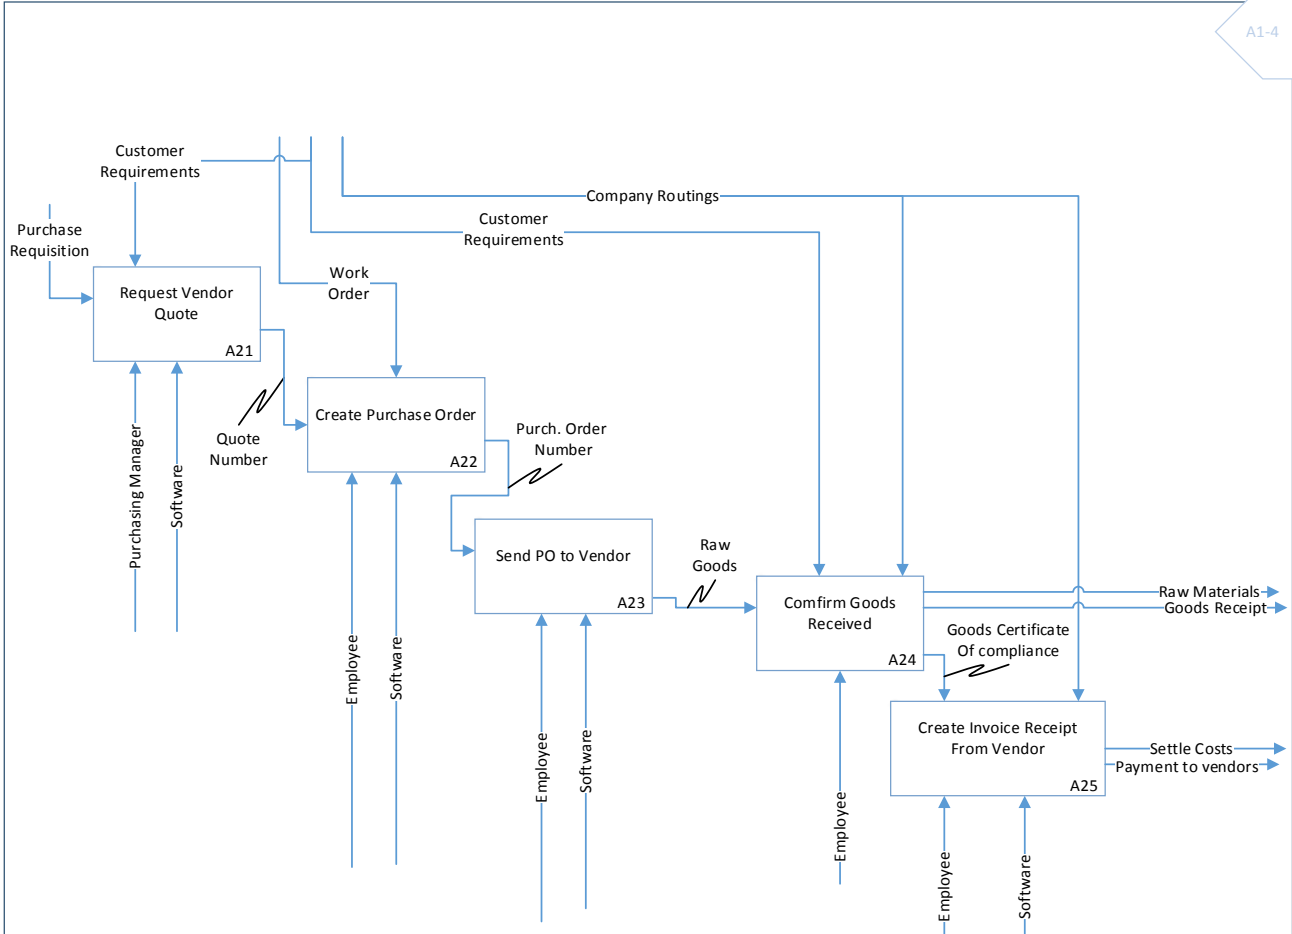 A1-4
Customer
Requirements
Company Routings
Customer
Requirements
Purchase
Requisition
Work
Order
Request Vendor
Quote
A21
Create Purchase Order
A22
Quote
Number
Purch. Order
Number
Purchasing Manager
Software
Send PO to Vendor
A23
Raw
Goods
Comfirm Goods
Received
A24
Raw Materials
Goods Receipt
Goods Certificate
Of compliance
Employee
Software
Create Invoice Receipt
From Vendor
A25
Settle Costs
Payment to vendors
Employee
Software
Employee
Employee
Software